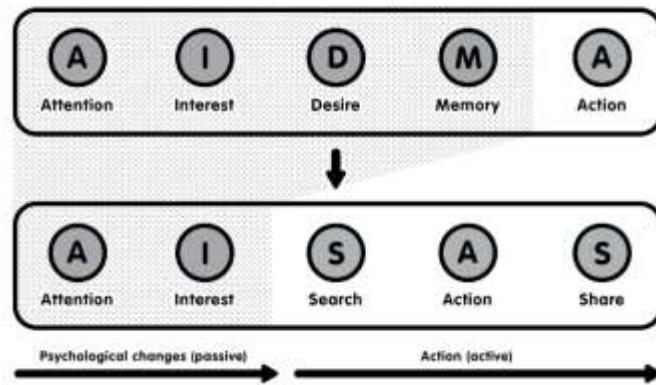 A I D M A
Attention Interest Desire Memory Action
A I S A S
Attention Interest Search Action Share
Psychological changes (passive) Action (active)